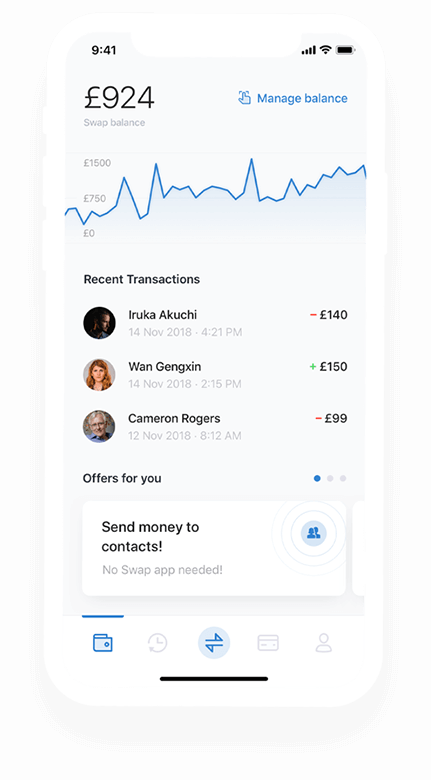 9:41
£924
Manage balance
Swap balance
£1500
£750
£0
Recent Transactions
Iruka Akuchi
− £140
14 Nov 2018 · 4:21 PM
Wan Gengxin
+ £150
14 Nov 2018 · 2:15 PM
Cameron Rogers
− £99
12 Nov 2018 · 8:12 AM
Offers for you
Send money to
contacts!
No Swap app needed!